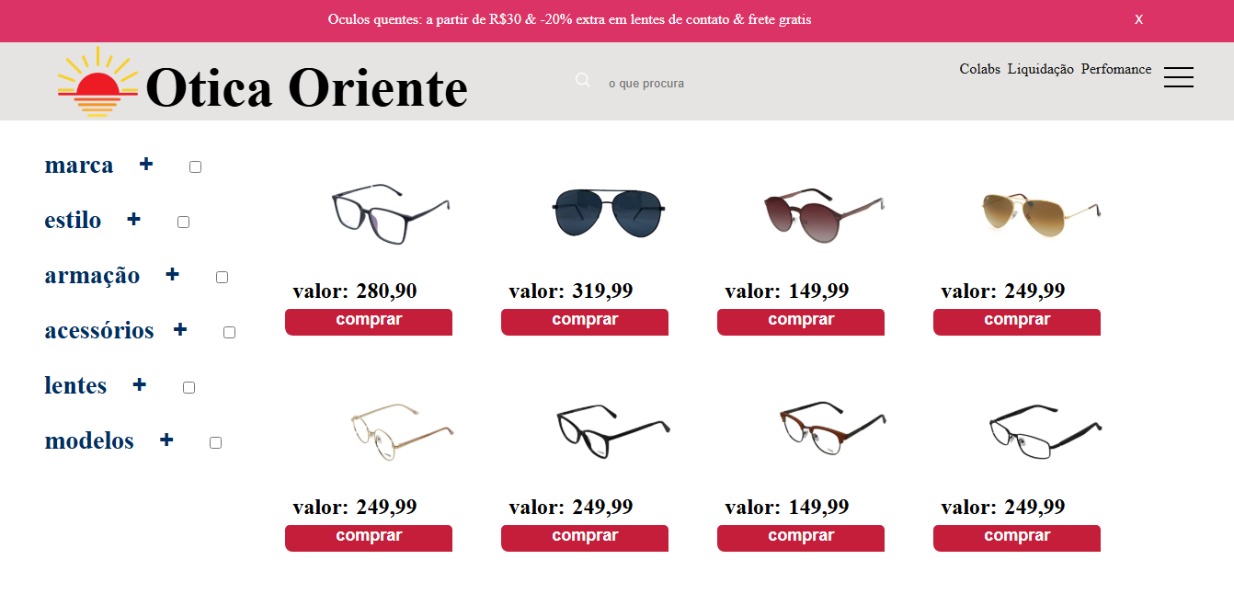 Oculos quentes: a partir de R$30 & -20% extra em lentes de contato & frete gratis X
Otica Oriente
o que procura
Colabs Liquidação Perfomance
marca +
estilo +
armação +
acessórios +
lentes +
modelos +
valor: 280,90 valor: 319,99 valor: 149,99 valor: 249,99
comprar comprar comprar comprar
valor: 249,99 valor: 249,99 valor: 149,99 valor: 249,99
comprar comprar comprar comprar